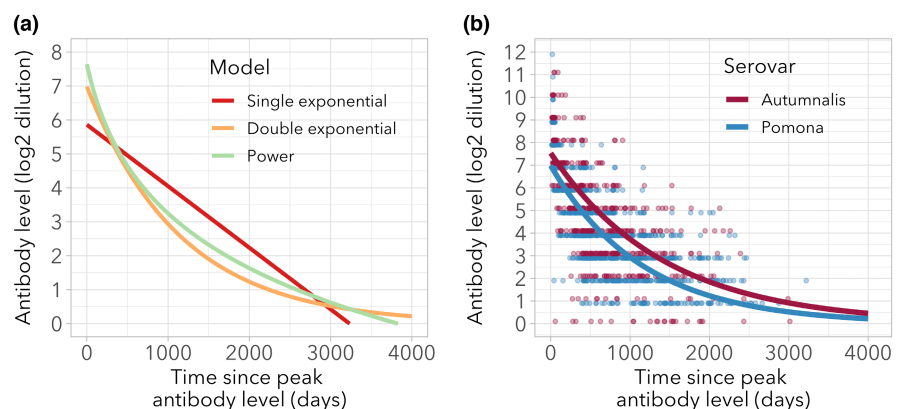 (a)
Antibody level (log2 dilution)
8
7
6
5
4
3
2
1
0
Model
Single exponential
Double exponential
Power
0 1000 2000 3000 4000
Time since peak
antibody level (days)
(b)
Antibody level (log2 dilution)
12
11
10
9
8
7
6
5
4
3
2
1
0
Serovar
Autumnalis
Pomona
0 1000 2000 3000 4000
Time since peak
antibody level (days)